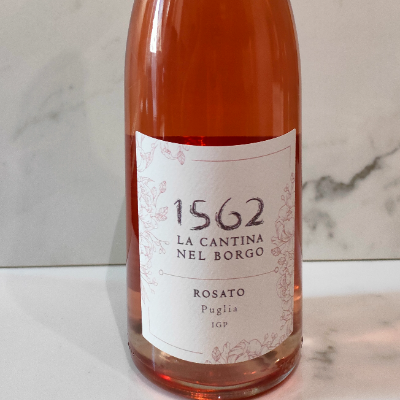 1562
LA CANTINA
NEL BORGO
ROSATO
Puglia
IGP